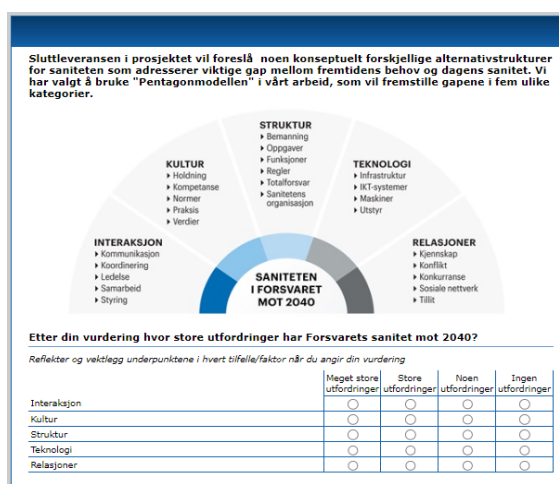 Sluttleveransen i prosjektet vil foreslå noen konseptuelt forskjellige alternativstrukturer
for saniteten som adresserer viktige gap mellom fremtidens behov og dagens sanitet. Vi
har valgt å bruke "Pentagonmodellen" i vårt arbeid, som vil fremstille gapene i fem ulike
kategorier.
STRUKTUR
Bemanning
Oppgaver
Funksjoner
Regler
Totalforsvar
Sanitetens
organisasjon
KULTUR
Holdning
Kompetanse
Normer
Praksis
Verdier
TEKNOLOGI
Infrastruktur
IKT-systemer
Maskiner
Utstyr
INTERAKSJON
Kommunikasjon
Koordinering
Ledelse
Samarbeid
Styring
RELASJONER
Kjennskap
Konflikt
Konkurranse
Sosiale nettverk
Tillit
SANITETEN
I FORSVARET
MOT 2040
Etter din vurdering hvor store utfordringer har Forsvarets sanitet mot 2040?
Reflekter og vektlegg underpunktene i hvert tilfelle/faktor når du angir din vurdering
Meget store utfordringer
Store utfordringer
Noen utfordringer
Ingen utfordringer
Interaksjon
Kultur
Struktur
Teknologi
Relasjoner